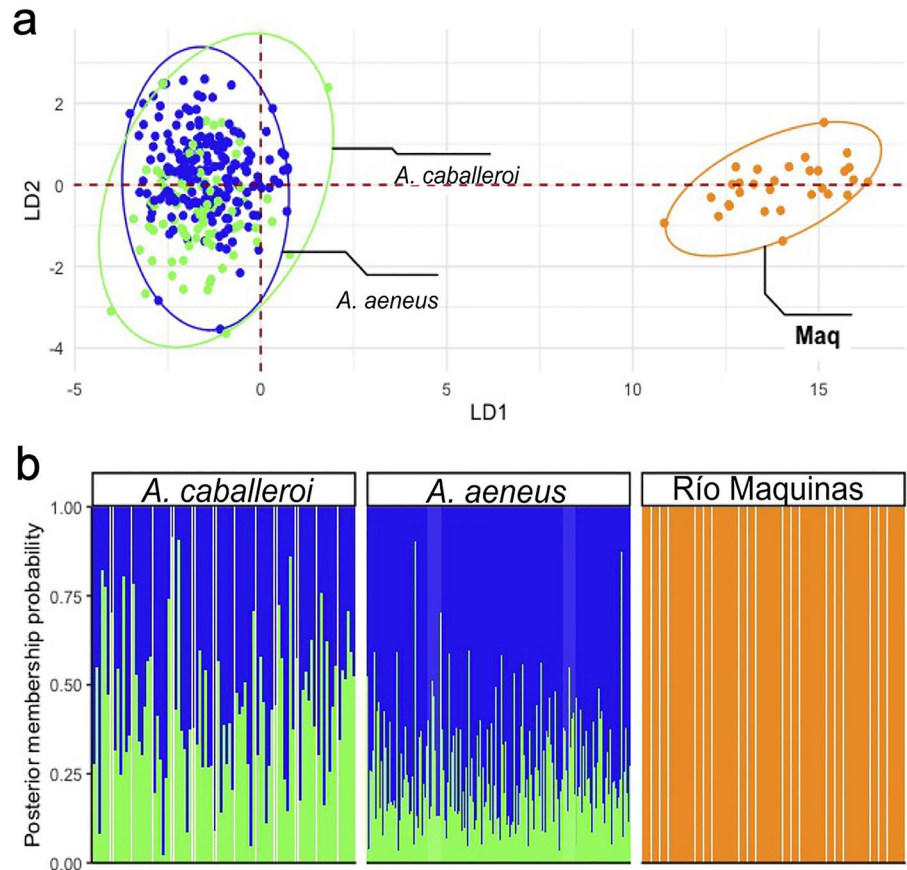 a
2
0
-2
-4
LD2
-5
0
5
10
15
LD1
A. caballeroi
A. aeneus
Maq
b
A. caballeroi
A. aeneus
Río Maquinas
1.00
0.75
0.50
0.25
0.00
Posterior membership probability